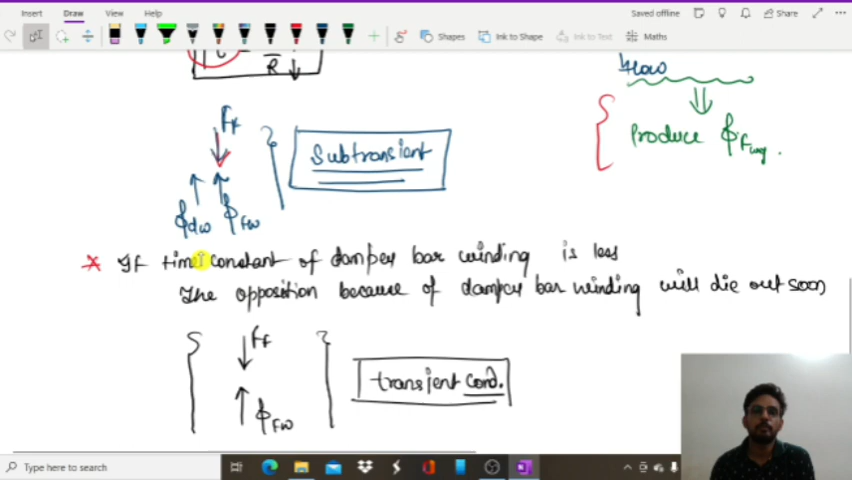 Insert Draw History View Help Saved offline Share
Shapes Ink to Shape Ink to Text Maths
R
flow
Produce ϕFwg.
Ff
Subtransient
ϕdw ϕFw
* If time constant of damper bar winding is less
The opposition because of damper bar winding will die out soon
Ff
transient cond.
ϕFw
Type here to search